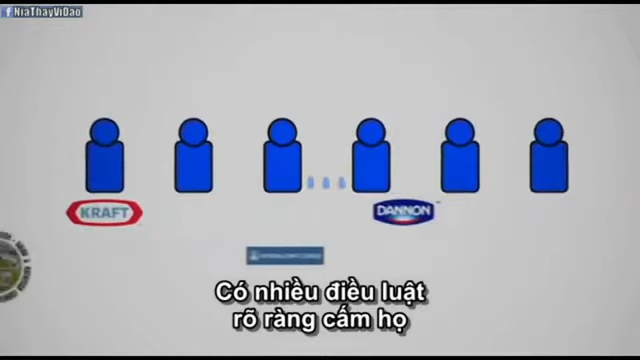 NiaThayViDao
KRAFT
DANNON
Có nhiều điều luật
rõ ràng cấm họ